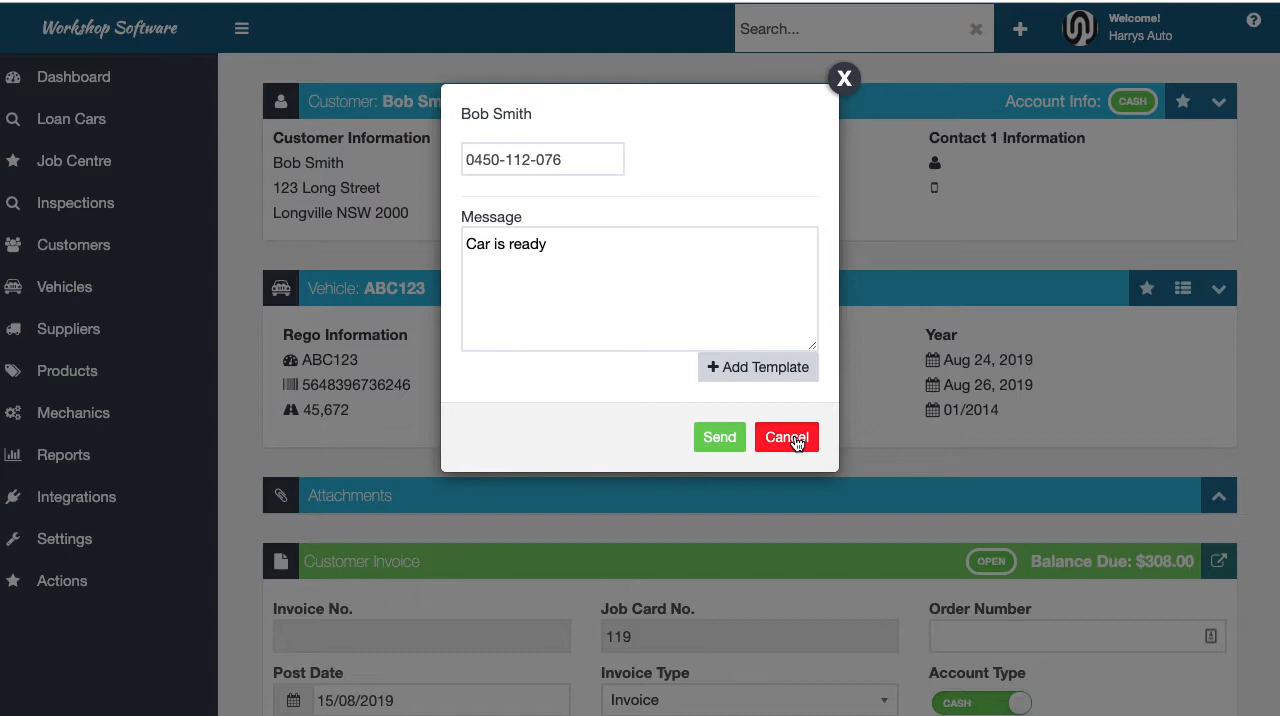 Workshop Software
Search...
Welcome!
Harrys Auto
Dashboard
Loan Cars
Job Centre
Inspections
Customers
Vehicles
Suppliers
Products
Mechanics
Reports
Integrations
Settings
Actions
Customer: Bob Sm
Account Info: CASH
Customer Information
Bob Smith
123 Long Street
Longville NSW 2000
Contact 1 Information
X
Bob Smith
0450-112-076
Message
Car is ready
+ Add Template
Send
Cancel
Vehicle: ABC123
Rego Information
ABC123
5648396736246
45,672
Year
Aug 24, 2019
Aug 26, 2019
01/2014
Attachments
Customer Invoice
OPEN Balance Due: $308.00
Invoice No.
Job Card No.
119
Order Number
Post Date
15/08/2019
Invoice Type
Invoice
Account Type
CASH